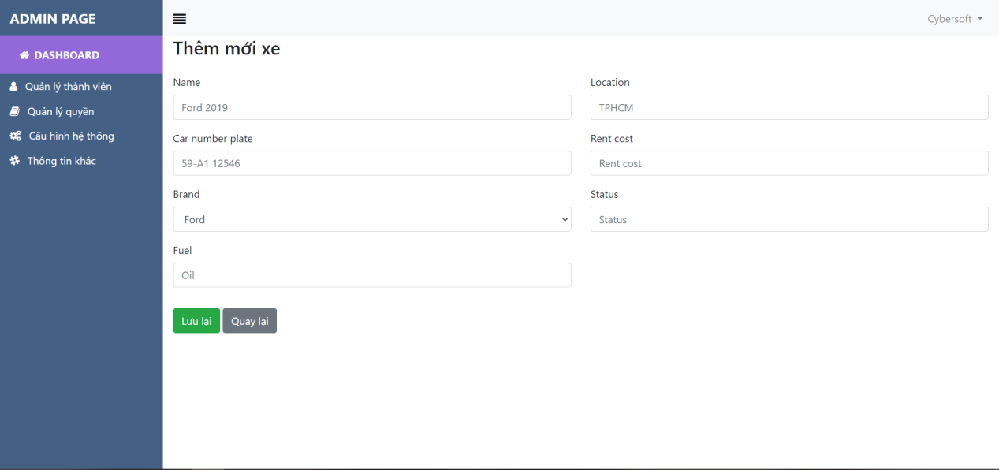 ADMIN PAGE
Cybersoft
DASHBOARD
Quản lý thành viên
Quản lý quyền
Cấu hình hệ thống
Thông tin khác
Thêm mới xe
Name
Ford 2019
Car number plate
59-A1 12546
Brand
Ford
Fuel
Oil
Location
TPHCM
Rent cost
Rent cost
Status
Status
Lưu lại
Quay lại